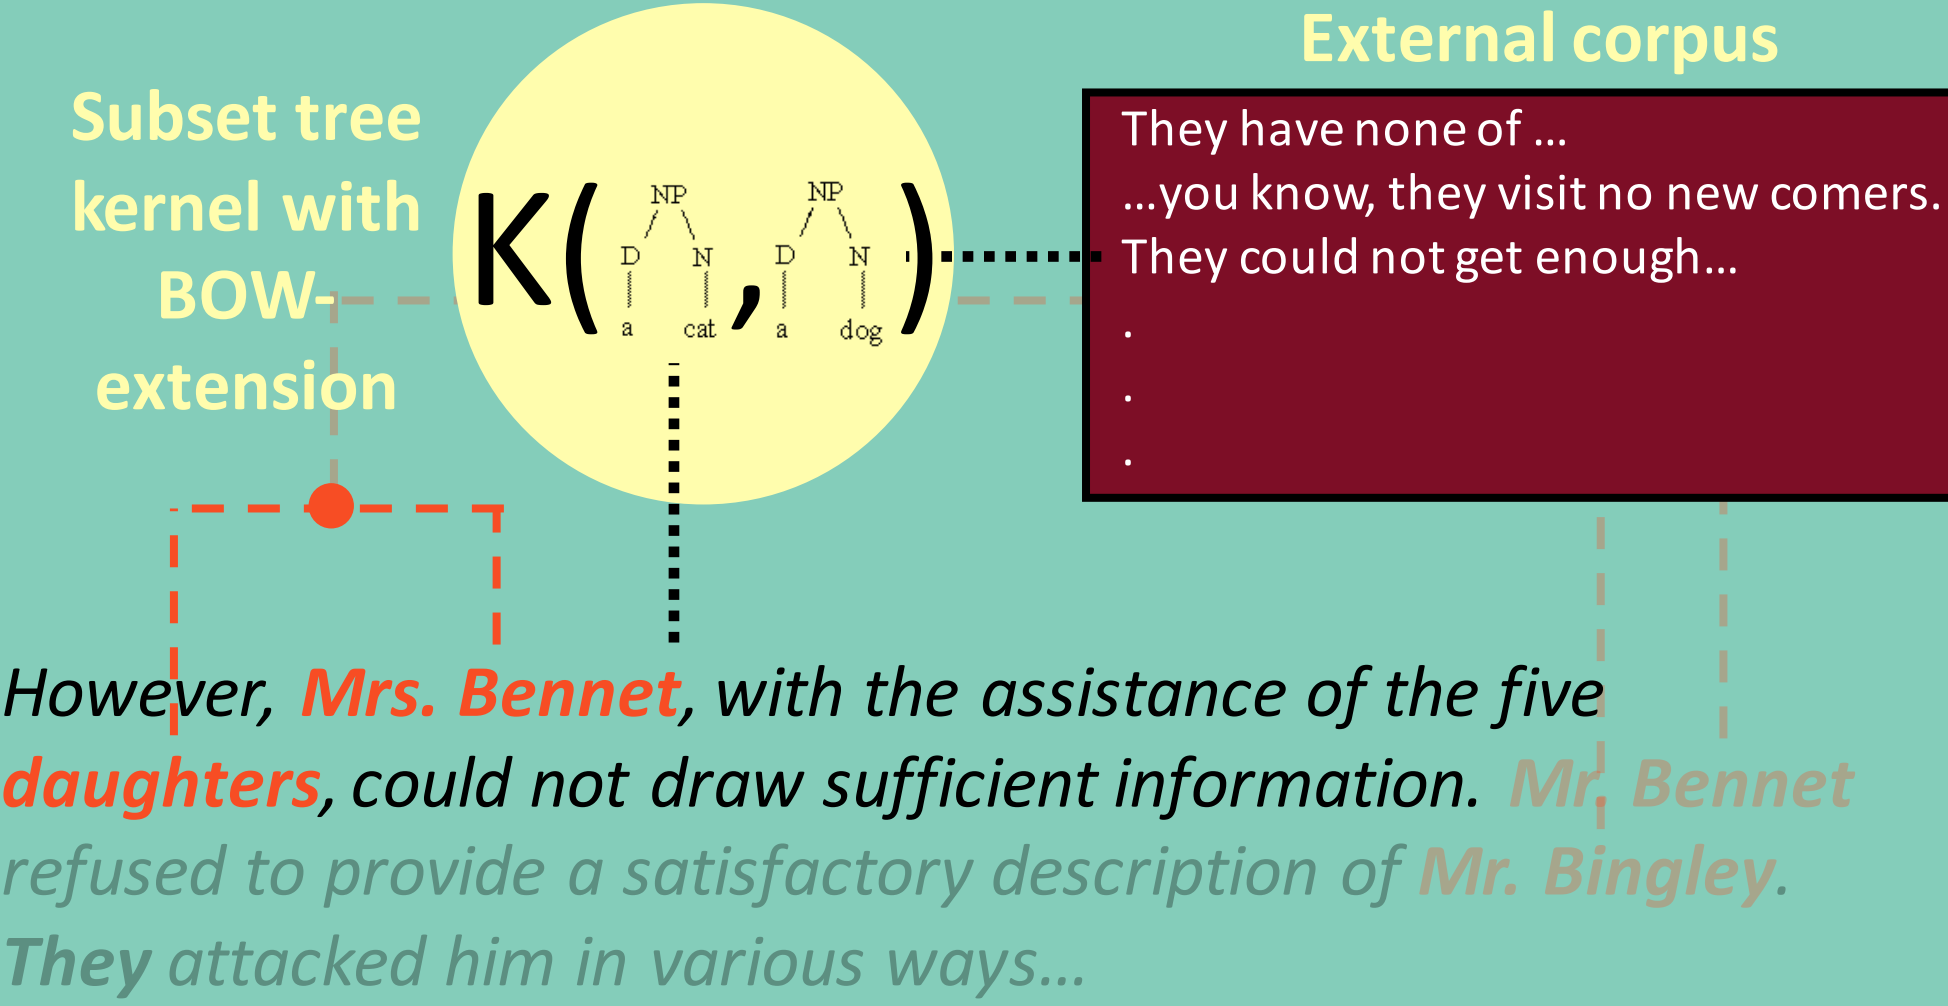 External corpus
Subset tree
kernel with
BOW-
extension
K( , )
NP NP
D N D N
a cat a dog
They have none of ...
...you know, they visit no new comers.
They could not get enough...
.
.
.
However, Mrs. Bennet, with the assistance of the five
daughters, could not draw sufficient information. Mr. Bennet
refused to provide a satisfactory description of Mr. Bingley.
They attacked him in various ways...